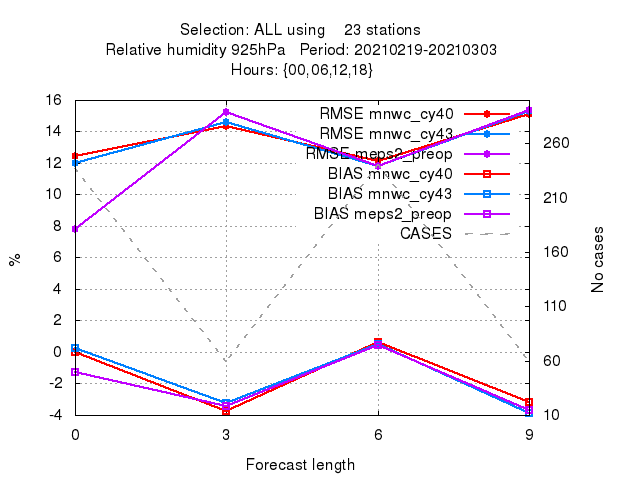 Selection: ALL using 23 stations
Relative humidity 925hPa Period: 20210219-20210303
Hours: {00,06,12,18}
RMSE mnwc_cy40
RMSE mnwc_cy43
RMSE meps2_preop
BIAS mnwc_cy40
BIAS mnwc_cy43
BIAS meps2_preop
CASES
%
16
14
12
10
8
6
4
2
0
-2
-4
260
210
160
110
60
10
No cases
0 3 6 9
Forecast length